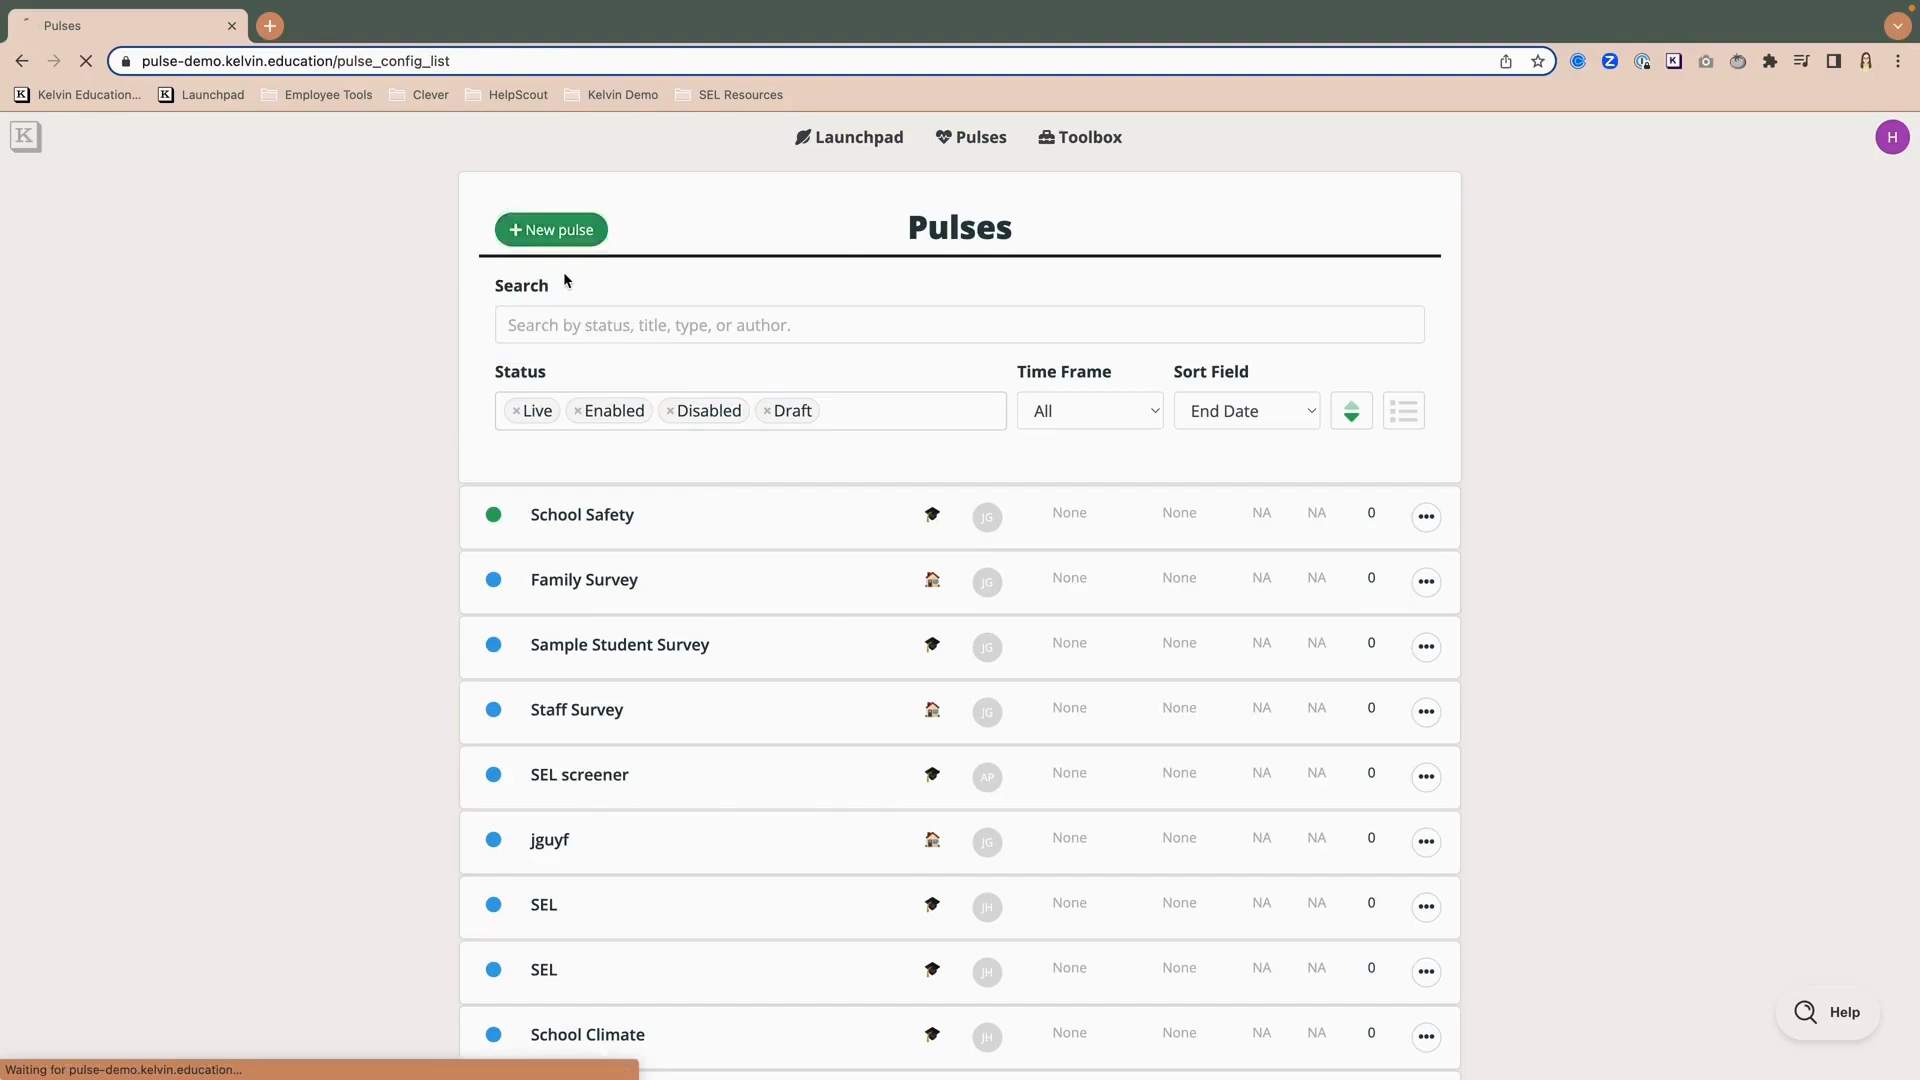 Pulses
pulse-demo.kelvin.education/pulse_config_list
K Kelvin Education... K Launchpad Employee Tools Clever HelpScout Kelvin Demo SEL Resources
K Launchpad Pulses Toolbox H
+ New pulse Pulses
Search
Search by status, title, type, or author.
Status Time Frame Sort Field
×Live ×Enabled ×Disabled ×Draft All End Date
School Safety JG None None NA NA 0
Family Survey JG None None NA NA 0
Sample Student Survey JG None None NA NA 0
Staff Survey JG None None NA NA 0
SEL screener AP None None NA NA 0
jguyf JG None None NA NA 0
SEL JH None None NA NA 0
SEL JH None None NA NA 0
Help
School Climate JH None None NA NA 0
Waiting for pulse-demo.kelvin.education...